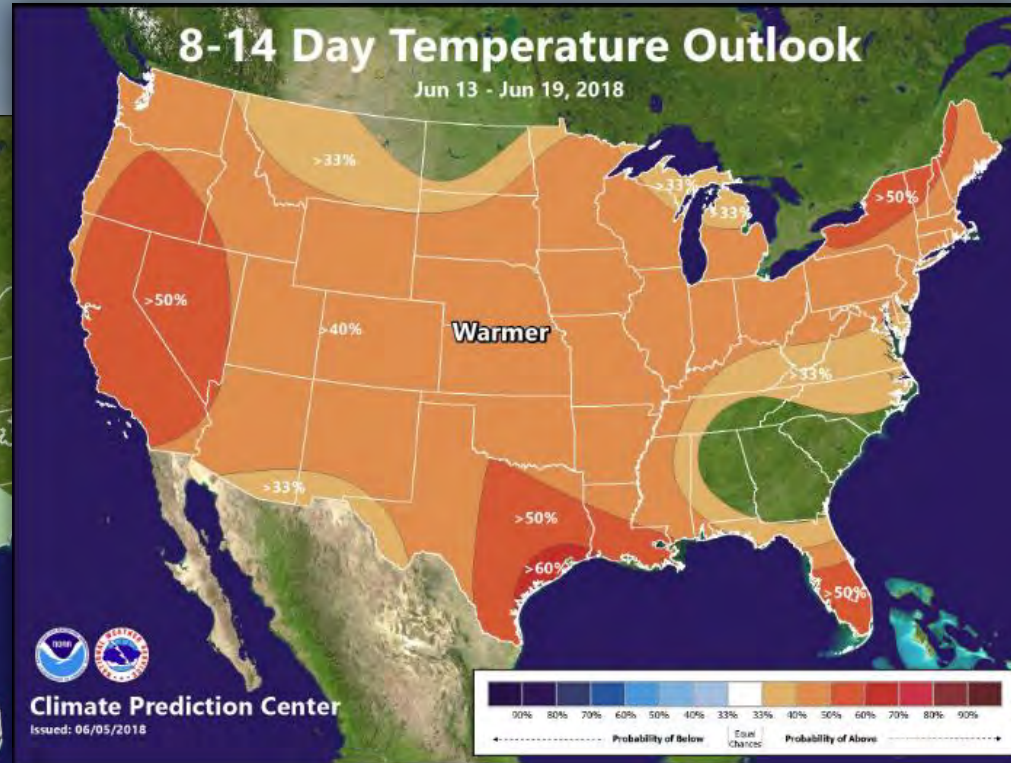 8-14 Day Temperature Outlook
Jun 13 - Jun 19, 2018
>33%
>33%
>33%
>50%
>50%
>40%
Warmer
>33%
>33%
>50%
>60%
>50%
NOAA
Climate Prediction Center
Issued: 06/05/2018
90% 80% 70% 60% 50% 40% 33% 33% 40% 50% 60% 70% 80% 90%
Probability of Below Equal Chances Probability of Above